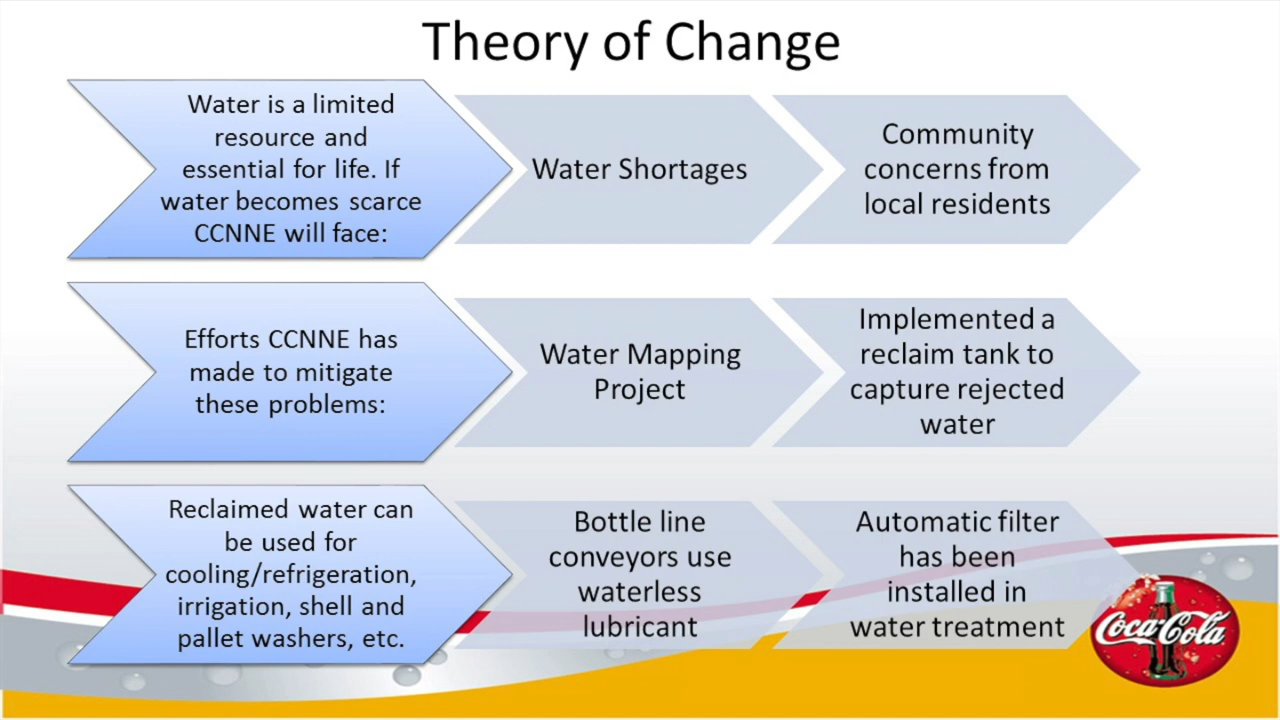 Theory of Change
Water is a limited
resource and
essential for life. If
water becomes scarce
CCNNE will face:
Water Shortages
Community
concerns from
local residents
Efforts CCNNE has
made to mitigate
these problems:
Water Mapping
Project
Implemented a
reclaim tank to
capture rejected
water
Reclaimed water can
be used for
cooling/refrigeration,
irrigation, shell and
pallet washers, etc.
Bottle line
conveyors use
waterless
lubricant
Automatic filter
has been
installed in
water treatment
Coca-Cola